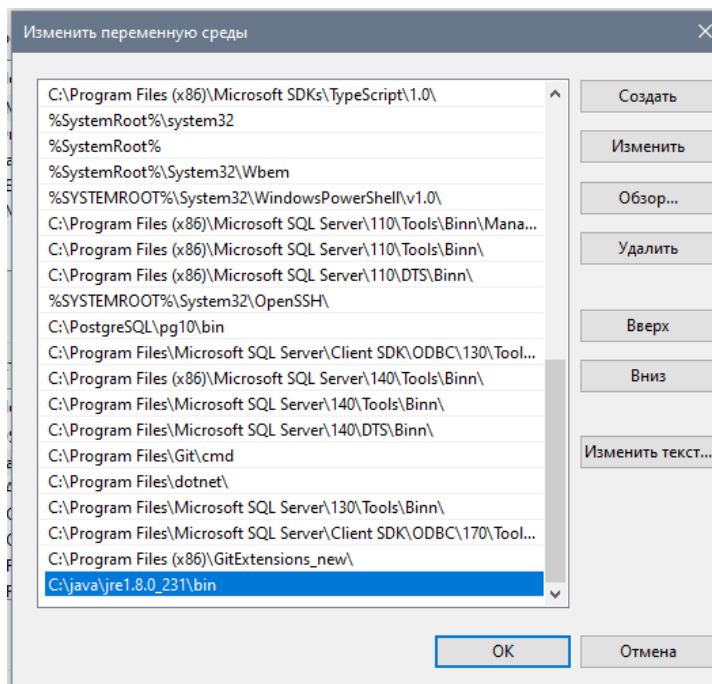 Изменить переменную среды
C:\Program Files (x86)\Microsoft SDKs\TypeScript\1.0\
%SystemRoot%\system32
%SystemRoot%
%SystemRoot%\System32\Wbem
%SYSTEMROOT%\System32\WindowsPowerShell\v1.0\
C:\Program Files (x86)\Microsoft SQL Server\110\Tools\Binn\Mana...
C:\Program Files (x86)\Microsoft SQL Server\110\Tools\Binn\
C:\Program Files (x86)\Microsoft SQL Server\110\DTS\Binn\
%SYSTEMROOT%\System32\OpenSSH\
C:\PostgreSQL\pg10\bin
C:\Program Files\Microsoft SQL Server\Client SDK\ODBC\130\Tool...
C:\Program Files (x86)\Microsoft SQL Server\140\Tools\Binn\
C:\Program Files\Microsoft SQL Server\140\Tools\Binn\
C:\Program Files\Microsoft SQL Server\140\DTS\Binn\
C:\Program Files\Git\cmd
C:\Program Files\dotnet\
C:\Program Files\Microsoft SQL Server\130\Tools\Binn\
C:\Program Files\Microsoft SQL Server\Client SDK\ODBC\170\Tool...
C:\Program Files (x86)\GitExtensions_new\
C:\java\jre1.8.0_231\bin
Создать
Изменить
Обзор...
Удалить
Вверх
Вниз
Изменить текст...
ОК
Отмена